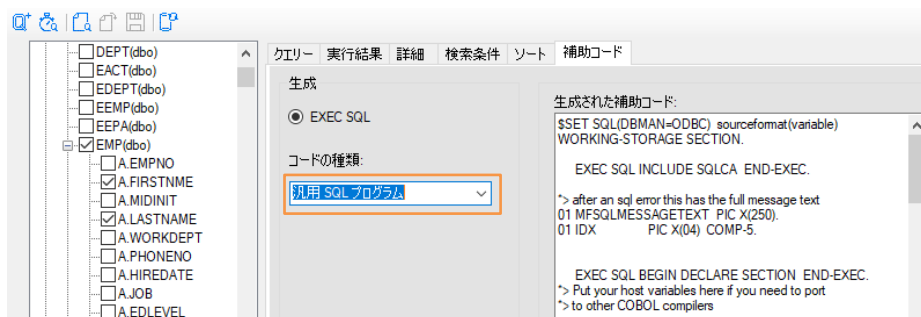 DEPT(dbo)
EACT(dbo)
EDEPT(dbo)
EEMP(dbo)
EEPA(dbo)
EMP(dbo)
A.EMPNO
A.FIRSTNME
A.MIDINIT
A.LASTNAME
A.WORKDEPT
A.PHONENO
A.HIREDATE
A.JOB
A.EDLEVEL
クエリー 実行結果 詳細 検索条件 ソート 補助コード
生成
EXEC SQL
コードの種類:
汎用 SQL プログラム
生成された補助コード:
$SET SQL(DBMAN=ODBC) sourceformat(variable)
WORKING-STORAGE SECTION.
EXEC SQL INCLUDE SQLCA END-EXEC.
*> after an sql error this has the full message text
01 MFSQLMESSAGETEXT PIC X(250).
01 IDX PIC X(04) COMP-5.
EXEC SQL BEGIN DECLARE SECTION END-EXEC.
*> Put your host variables here if you need to port
*> to other COBOL compilers